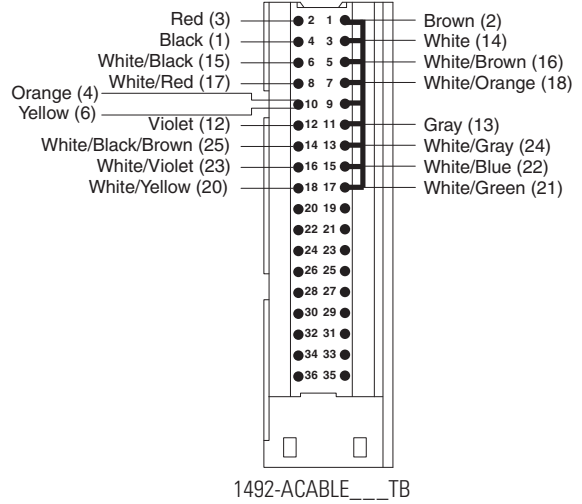 Red (3) 2 1 Brown (2)
Black (1) 4 3 White (14)
White/Black (15) 6 5 White/Brown (16)
White/Red (17) 8 7 White/Orange (18)
Orange (4) 10 9
Yellow (6)
Violet (12) 12 11 Gray (13)
White/Black/Brown (25) 14 13 White/Gray (24)
White/Violet (23) 16 15 White/Blue (22)
White/Yellow (20) 18 17 White/Green (21)
20 19
22 21
24 23
26 25
28 27
30 29
32 31
34 33
36 35
1492-ACABLE___TB